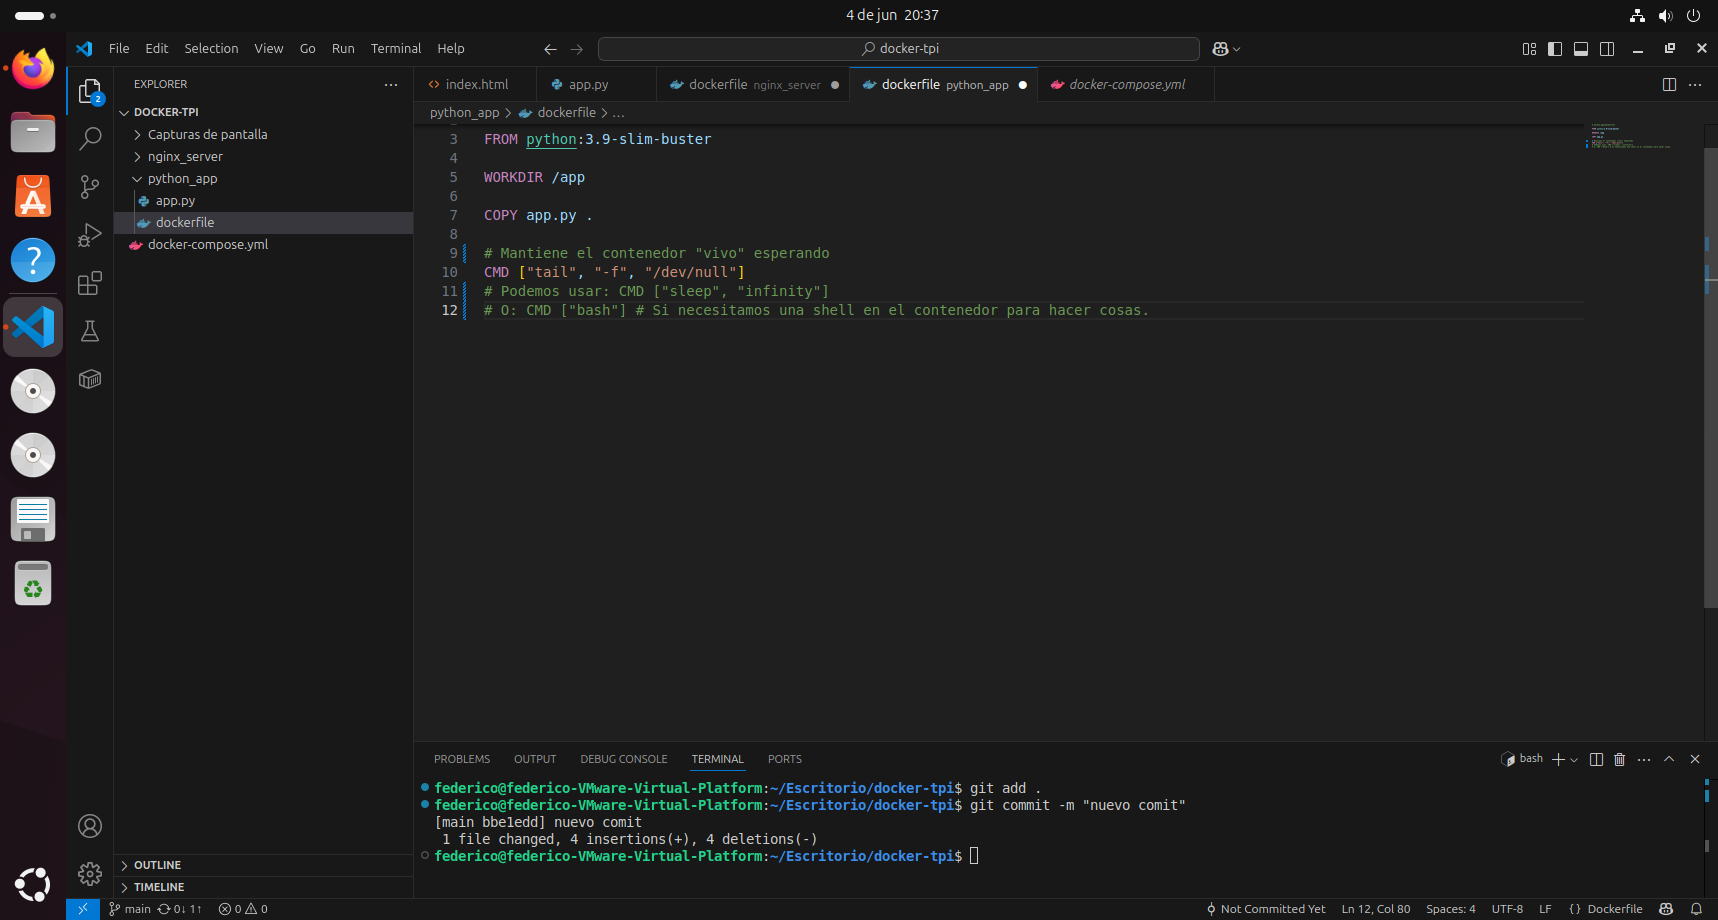 4 de jun 20:37
File Edit Selection View Go Run Terminal Help
docker-tpi
EXPLORER
index.html
app.py
dockerfile nginx_server
dockerfile python_app
docker-compose.yml
2
DOCKER-TPI
Capturas de pantalla
nginx_server
python_app
app.py
dockerfile
docker-compose.yml
python_app > dockerfile > ...
3 FROM python:3.9-slim-buster
4
5 WORKDIR /app
6
7 COPY app.py .
8
9 # Mantiene el contenedor "vivo" esperando
10 CMD ["tail", "-f", "/dev/null"]
11 # Podemos usar: CMD ["sleep", "infinity"]
12 # O: CMD ["bash"] # Si necesitamos una shell en el contenedor para hacer cosas.
PROBLEMS OUTPUT DEBUG CONSOLE TERMINAL PORTS
bash
federico@federico-VMware-Virtual-Platform:~/Escritorio/docker-tpi$ git add .
federico@federico-VMware-Virtual-Platform:~/Escritorio/docker-tpi$ git commit -m "nuevo comit"
[main bbe1edd] nuevo comit
1 file changed, 4 insertions(+), 4 deletions(-)
federico@federico-VMware-Virtual-Platform:~/Escritorio/docker-tpi$
OUTLINE
TIMELINE
main 0↓ 1↑ 0 0
Not Committed Yet Ln 12, Col 80 Spaces: 4 UTF-8 LF {} Dockerfile